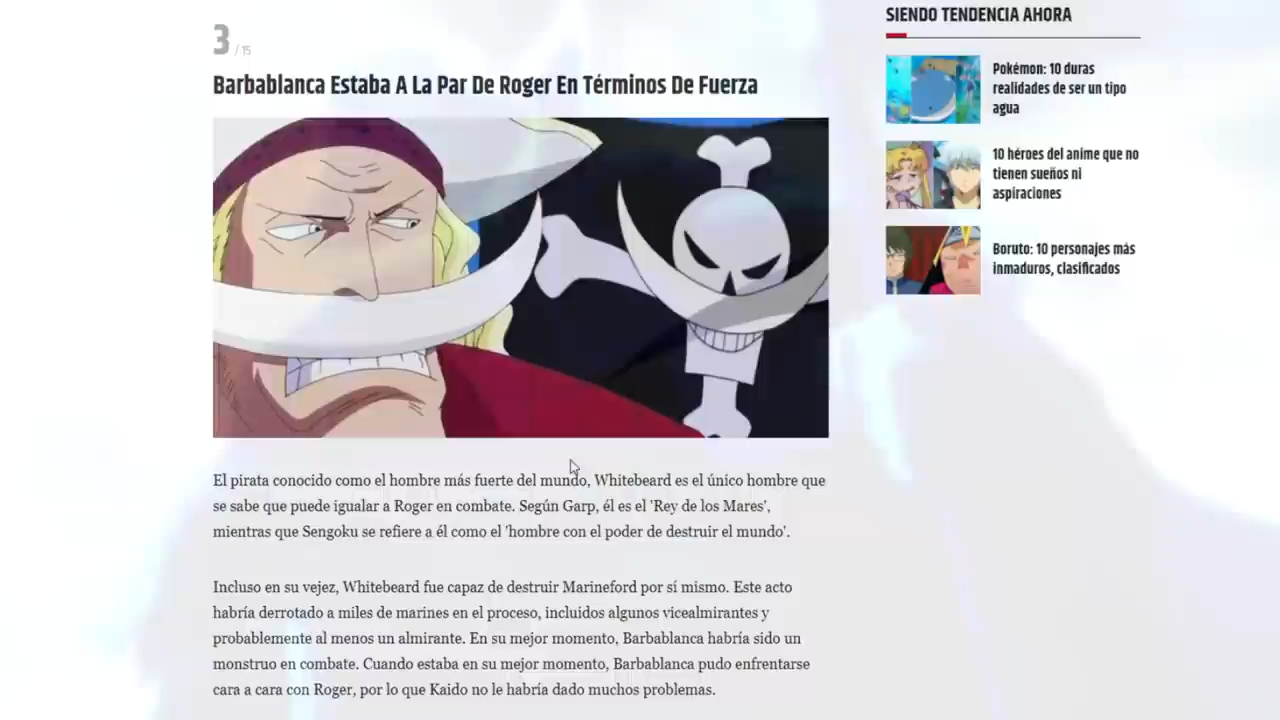 3 / 15
Barbablanca Estaba A La Par De Roger En Términos De Fuerza
El pirata conocido como el hombre más fuerte del mundo, Whitebeard es el único hombre que
se sabe que puede igualar a Roger en combate. Según Garp, él es el 'Rey de los Mares',
mientras que Sengoku se refiere a él como el 'hombre con el poder de destruir el mundo'.
Incluso en su vejez, Whitebeard fue capaz de destruir Marineford por sí mismo. Este acto
habría derrotado a miles de marines en el proceso, incluidos algunos vicealmirantes y
probablemente al menos un almirante. En su mejor momento, Barbablanca habría sido un
monstruo en combate. Cuando estaba en su mejor momento, Barbablanca pudo enfrentarse
cara a cara con Roger, por lo que Kaido no le habría dado muchos problemas.
SIENDO TENDENCIA AHORA
Pokémon: 10 duras
realidades de ser un tipo
agua
10 héroes del anime que no
tienen sueños ni
aspiraciones
Boruto: 10 personajes más
inmaduros, clasificados